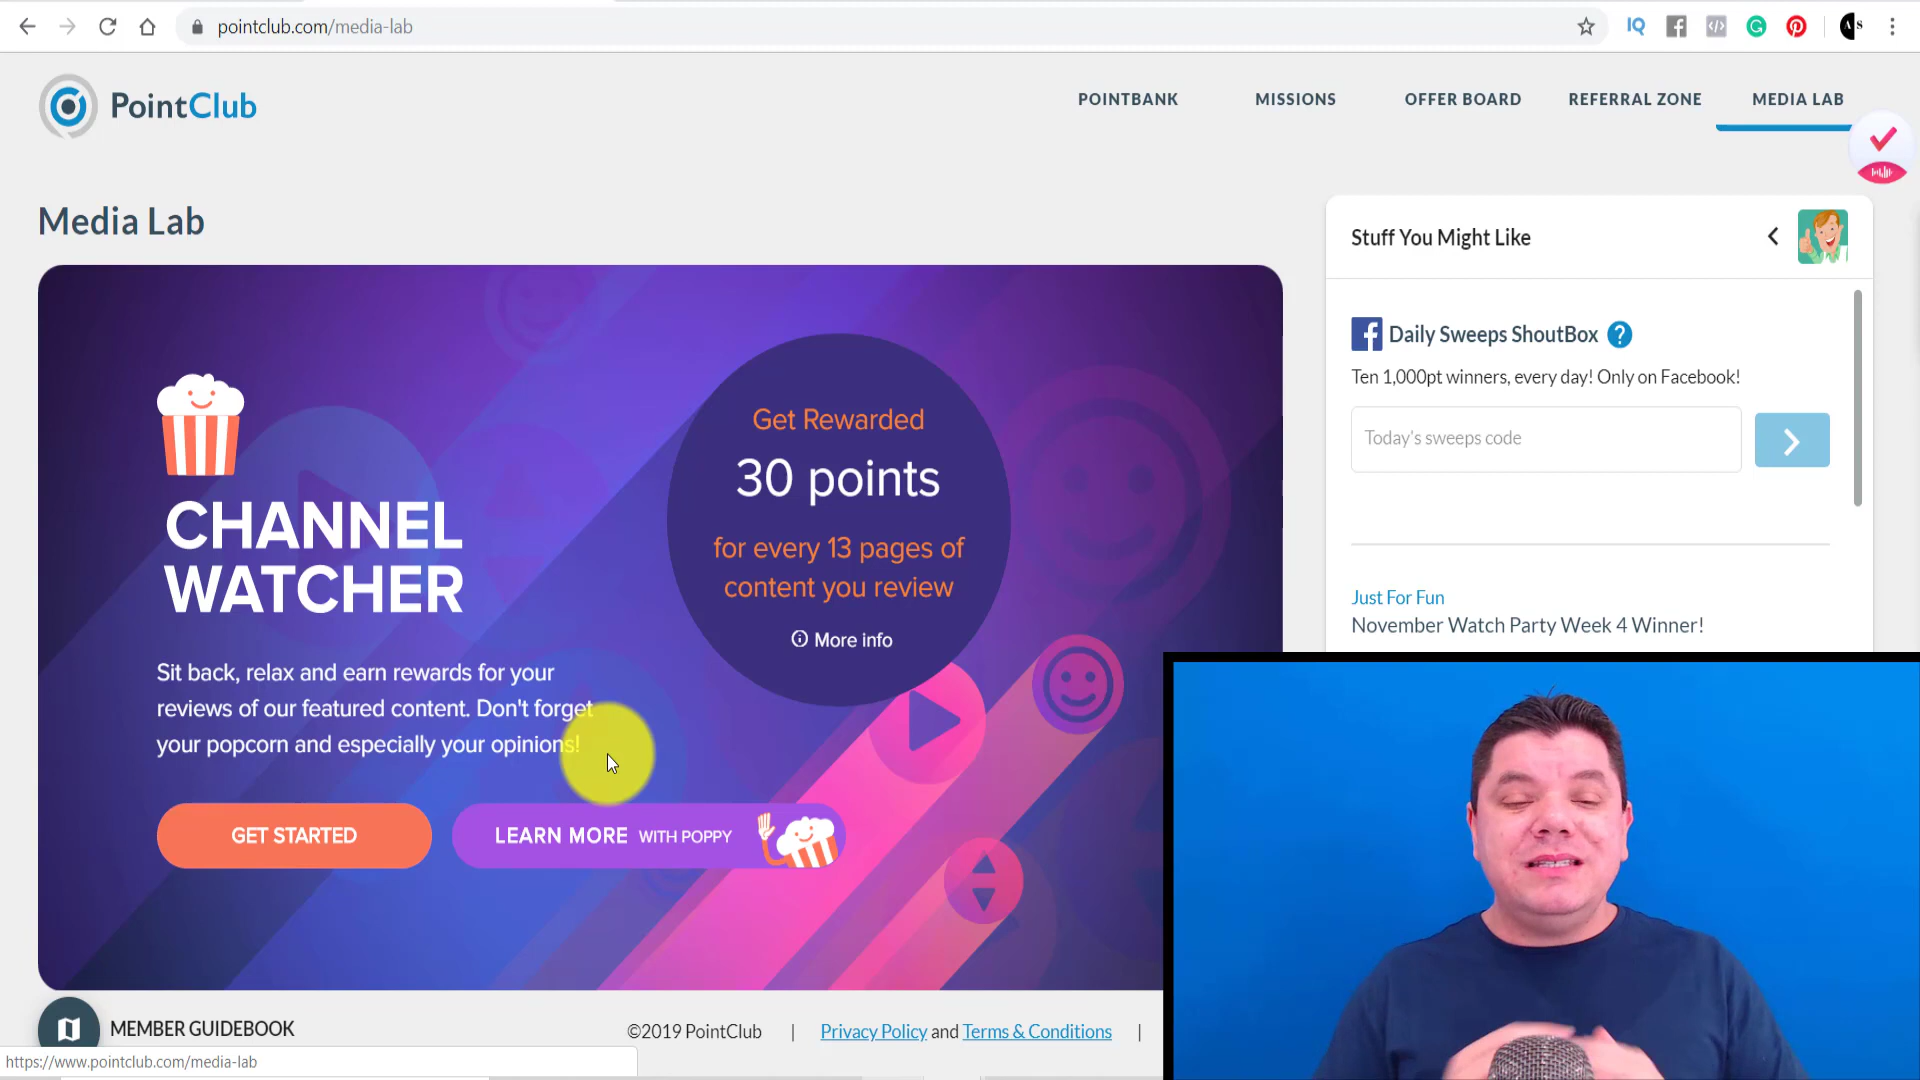 pointclub.com/media-lab
IQ
A S
PointClub
POINTBANK
MISSIONS
OFFER BOARD
REFERRAL ZONE
MEDIA LAB
Media Lab
CHANNEL
WATCHER
Sit back, relax and earn rewards for your
reviews of our featured content. Don't forget
your popcorn and especially your opinions!
GET STARTED
LEARN MORE WITH POPPY
Get Rewarded
30 points
for every 13 pages of
content you review
More info
Stuff You Might Like
Daily Sweeps ShoutBox ?
Ten 1,000pt winners, every day! Only on Facebook!
Today's sweeps code
Just For Fun
November Watch Party Week 4 Winner!
MEMBER GUIDEBOOK
©2019 PointClub | Privacy Policy and Terms & Conditions |
https://www.pointclub.com/media-lab